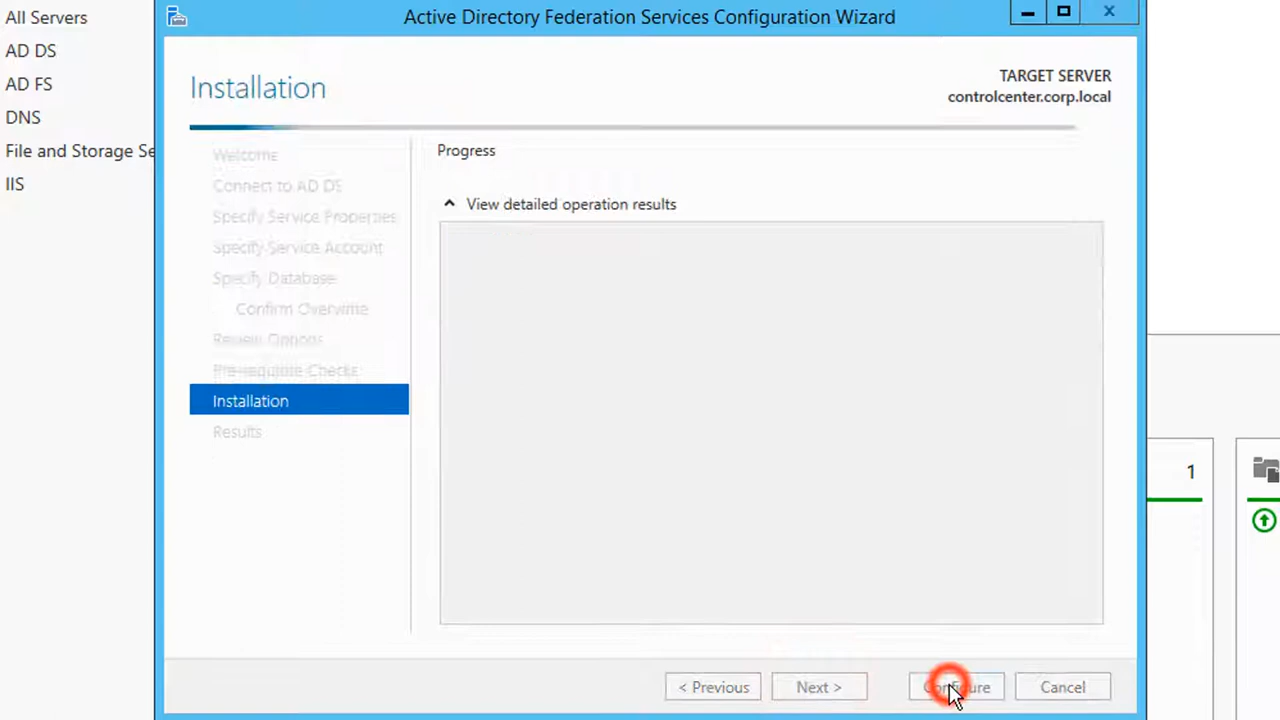 All Servers
AD DS
AD FS
DNS
File and Storage Se
IIS
Active Directory Federation Services Configuration Wizard
Installation
TARGET SERVER
controlcenter.corp.local
Welcome
Connect to AD DS
Specify Service Properties
Specify Service Account
Specify Database
Confirm Overwrite
Review Options
Pre-requisite Checks
Installation
Results
Progress
View detailed operation results
1
< Previous
Next >
Configure
Cancel